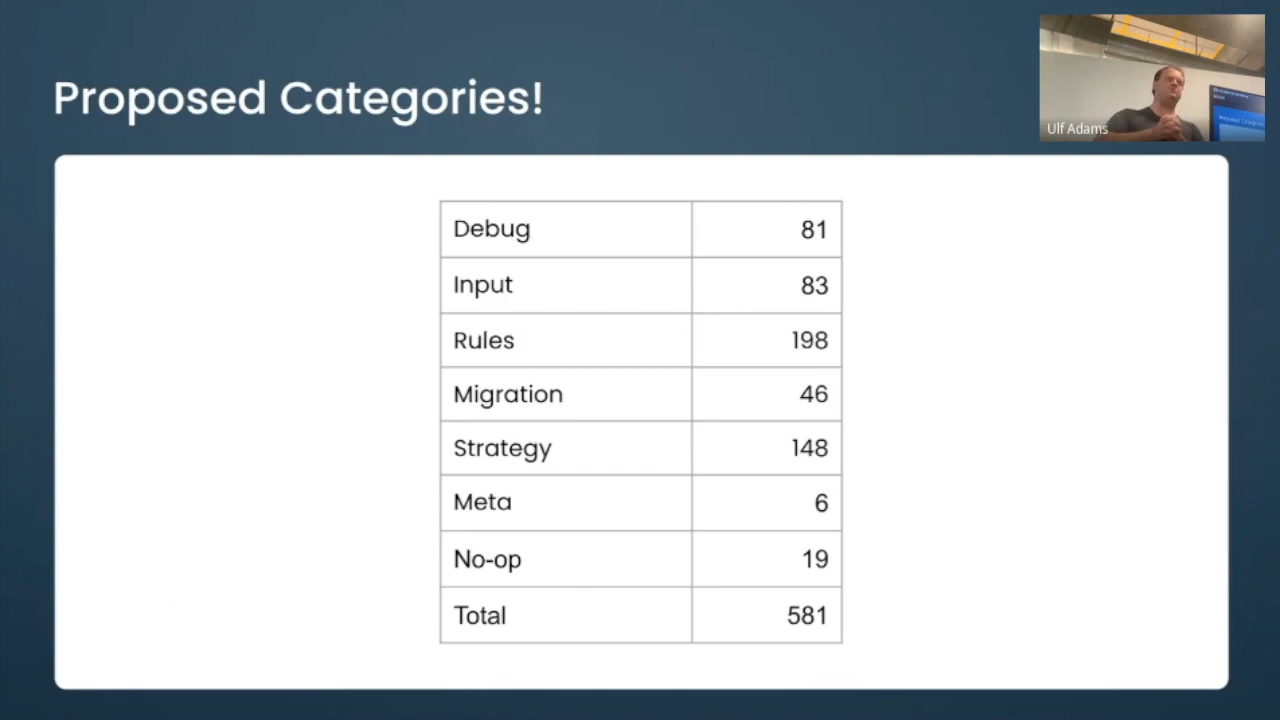 Proposed Categories!
Ulf Adams
Debug 81
Input 83
Rules 198
Migration 46
Strategy 148
Meta 6
No-op 19
Total 581